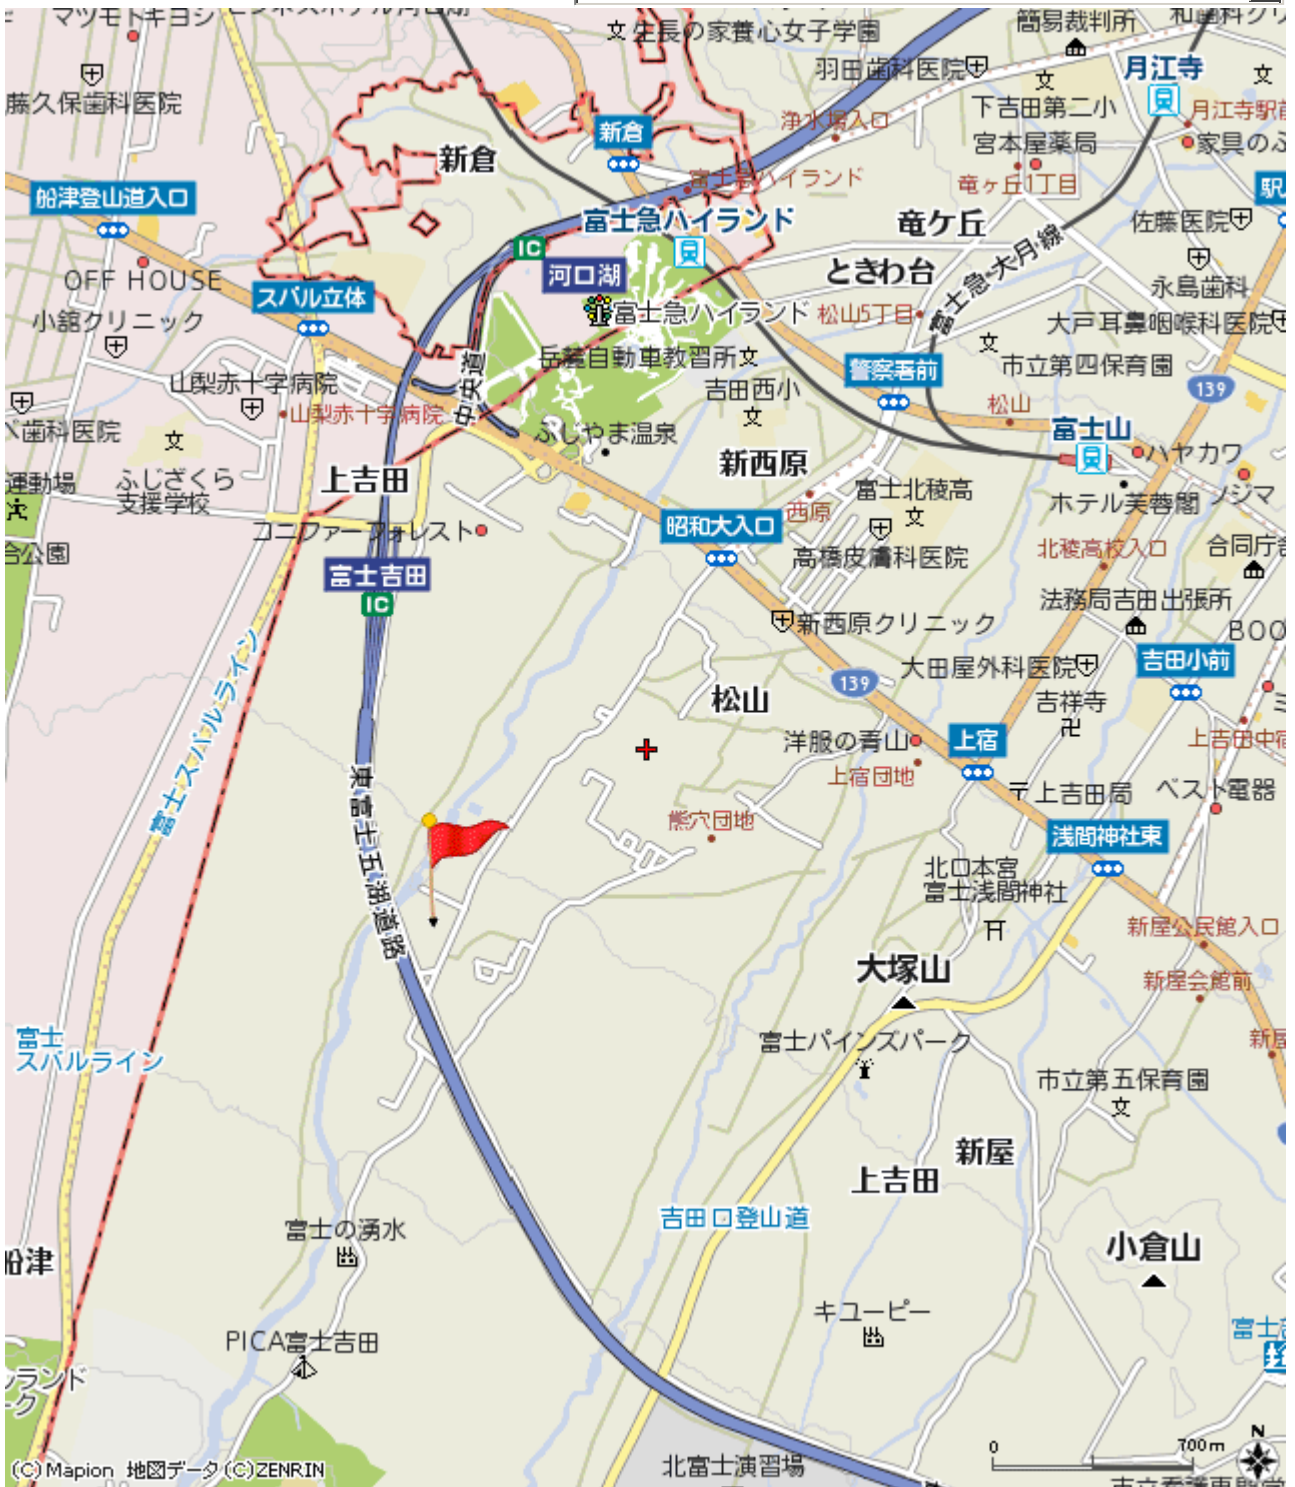 マツモトキヨシ
生長の家養心女子学園
簡易裁判所
羽田歯科医院
月江寺
藤久保歯科医院
下吉田第二小
浄水場入口
新倉
宮本屋薬局
新倉
富士急ハイランド
竜ヶ丘1丁目
船津登山道入口
富士急ハイランド
竜ケ丘
佐藤医院
IC
河口湖
ときわ台
富士急・大月線
OFF HOUSE
スバル立体
永島歯科
富士急ハイランド
松山5丁目
小舘クリニック
大戸耳鼻咽喉科医院
岳麓自動車教習所
警察署前
市立第四保育園
山梨赤十字病院
吉田西小
139
中央道
山梨赤十字病院
松山
ふじやま温泉
富士山
ハヤカワ
新西原
運動場
ふじざくら
支援学校
上吉田
富士北稜高
ホテル芙蓉閣
ノジマ
西原
コニファーフォレスト
昭和大入口
北稜高校入口
高橋皮膚科医院
富士吉田
IC
法務局吉田出張所
新西原クリニック
大田屋外科医院
吉田小前
139
松山
吉祥寺
富士スバルライン
洋服の青山
上宿
上宿団地
上吉田局
ベスト電器
東富士五湖道路
熊穴団地
浅間神社東
北口本宮
富士浅間神社
新屋公民館入口
大塚山
新屋会館前
富士
スバルライン
富士パインズパーク
市立第五保育園
新屋
上吉田
吉田口登山道
富士の湧水
小倉山
船津
キユーピー
PICA富士吉田
北富士演習場
0
700m
N
(C)Mapion 地図データ(C)ZENRIN